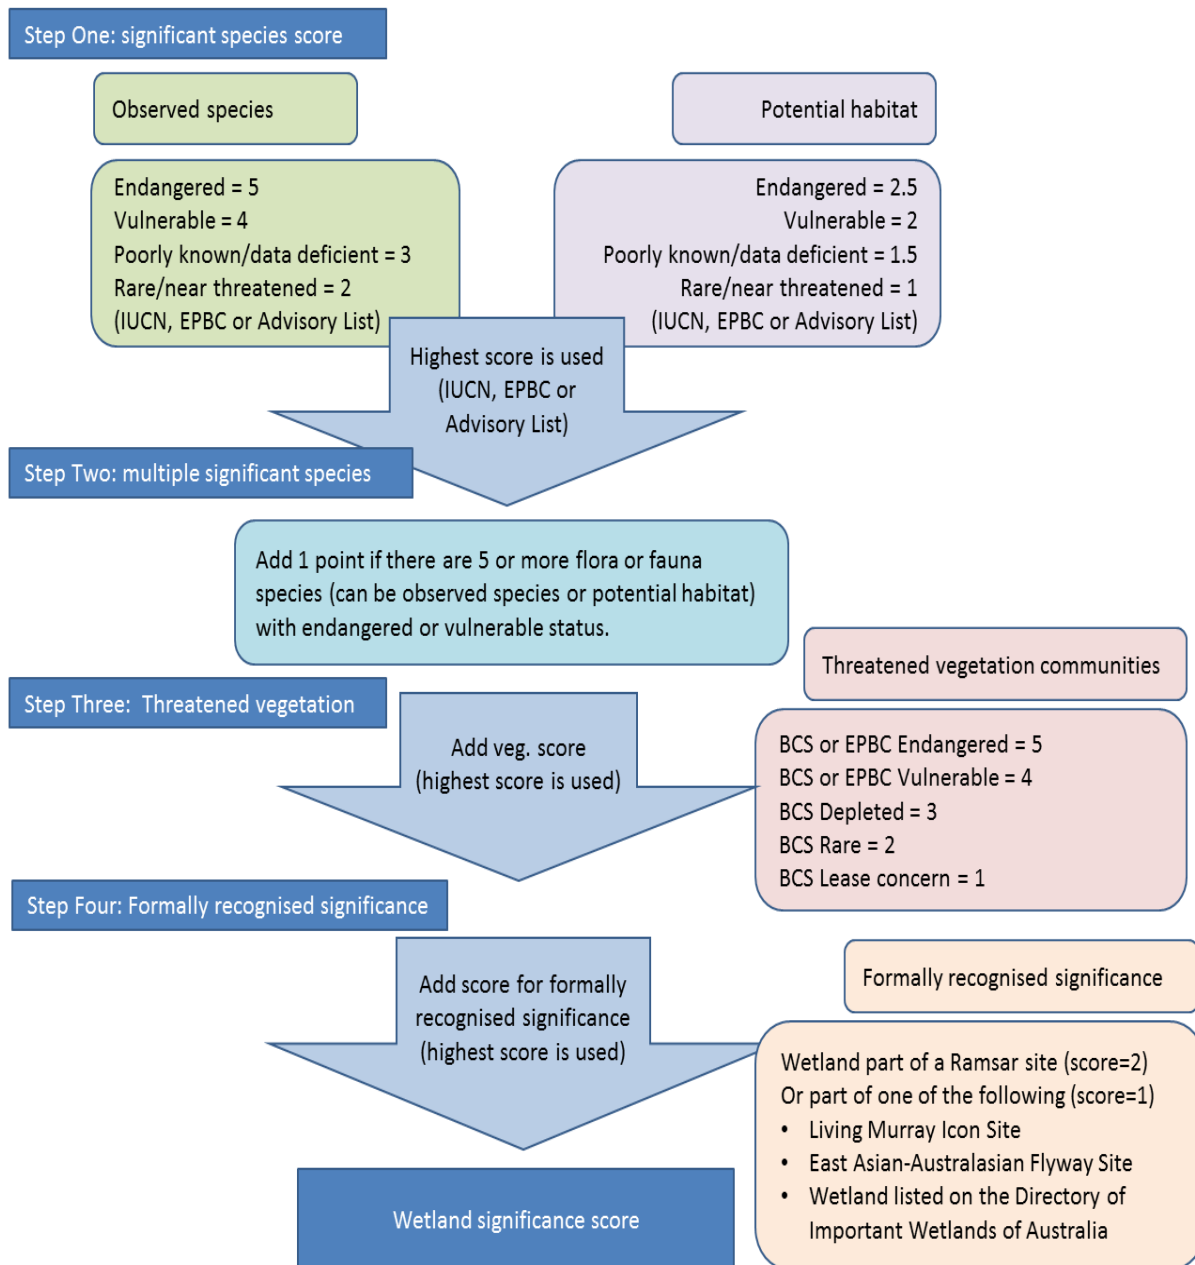 Step One: significant species score
Observed species
Potential habitat
Endangered = 5
Vulnerable = 4
Poorly known/data deficient = 3
Rare/near threatened = 2
(IUCN, EPBC or Advisory List)
Endangered = 2.5
Vulnerable = 2
Poorly known/data deficient = 1.5
Rare/near threatened = 1
(IUCN, EPBC or Advisory List)
Highest score is used
(IUCN, EPBC or
Advisory List)
Step Two: multiple significant species
Add 1 point if there are 5 or more flora or fauna
species (can be observed species or potential habitat)
with endangered or vulnerable status.
Threatened vegetation communities
Step Three:  Threatened vegetation
Add veg. score
(highest score is used)
BCS or EPBC Endangered = 5
BCS or EPBC Vulnerable = 4
BCS Depleted = 3
BCS Rare = 2
BCS Lease concern = 1
Step Four: Formally recognised significance
Add score for formally
recognised significance
(highest score is used)
Formally recognised significance
Wetland part of a Ramsar site (score=2)
Or part of one of the following (score=1)
• Living Murray Icon Site
• East Asian-Australasian Flyway Site
• Wetland listed on the Directory of
Important Wetlands of Australia
Wetland significance score